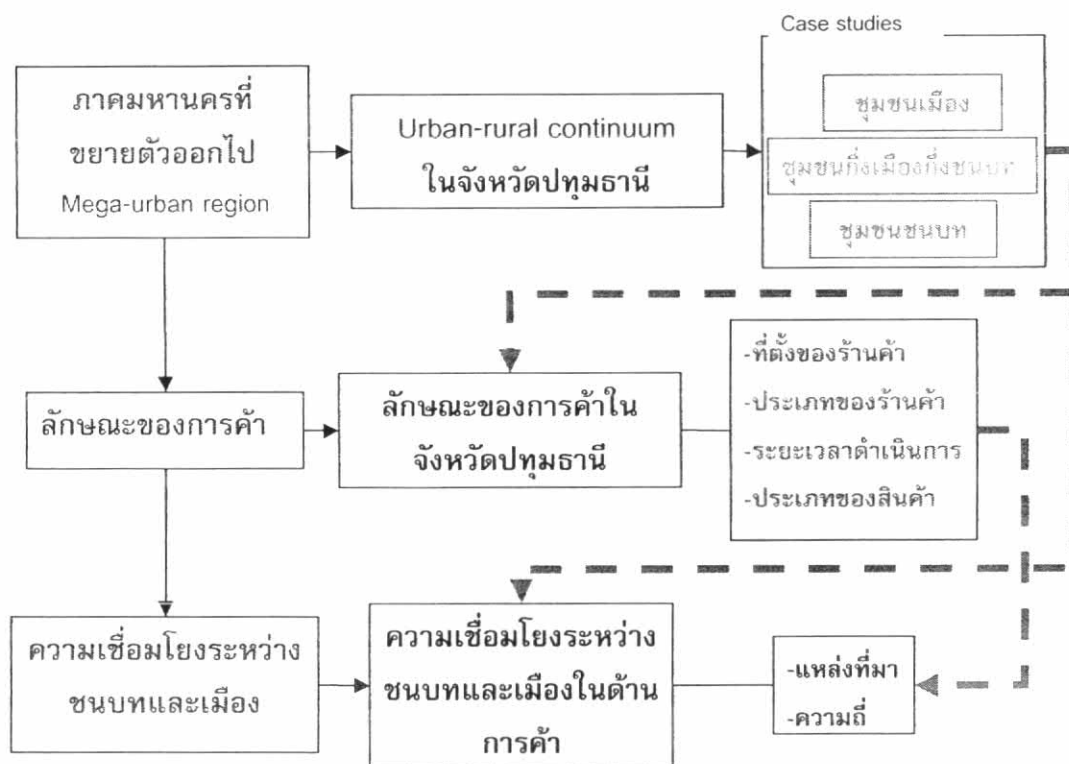 Case studies
ภาคมหานครที่
ขยายตัวออกไป
Mega-urban region
Urban-rural continuum
ในจังหวัดปทุมธานี
ชุมชนเมือง
ชุมชนกึ่งเมืองกึ่งชนบท
ชุมชนชนบท
ลักษณะของการค้า
ลักษณะของการค้าใน
จังหวัดปทุมธานี
-ที่ตั้งของร้านค้า
-ประเภทของร้านค้า
-ระยะเวลาดำเนินการ
-ประเภทของสินค้า
ความเชื่อมโยงระหว่าง
ชนบทและเมือง
ความเชื่อมโยงระหว่าง
ชนบทและเมืองในด้าน
การค้า
-แหล่งที่มา
-ความถี่